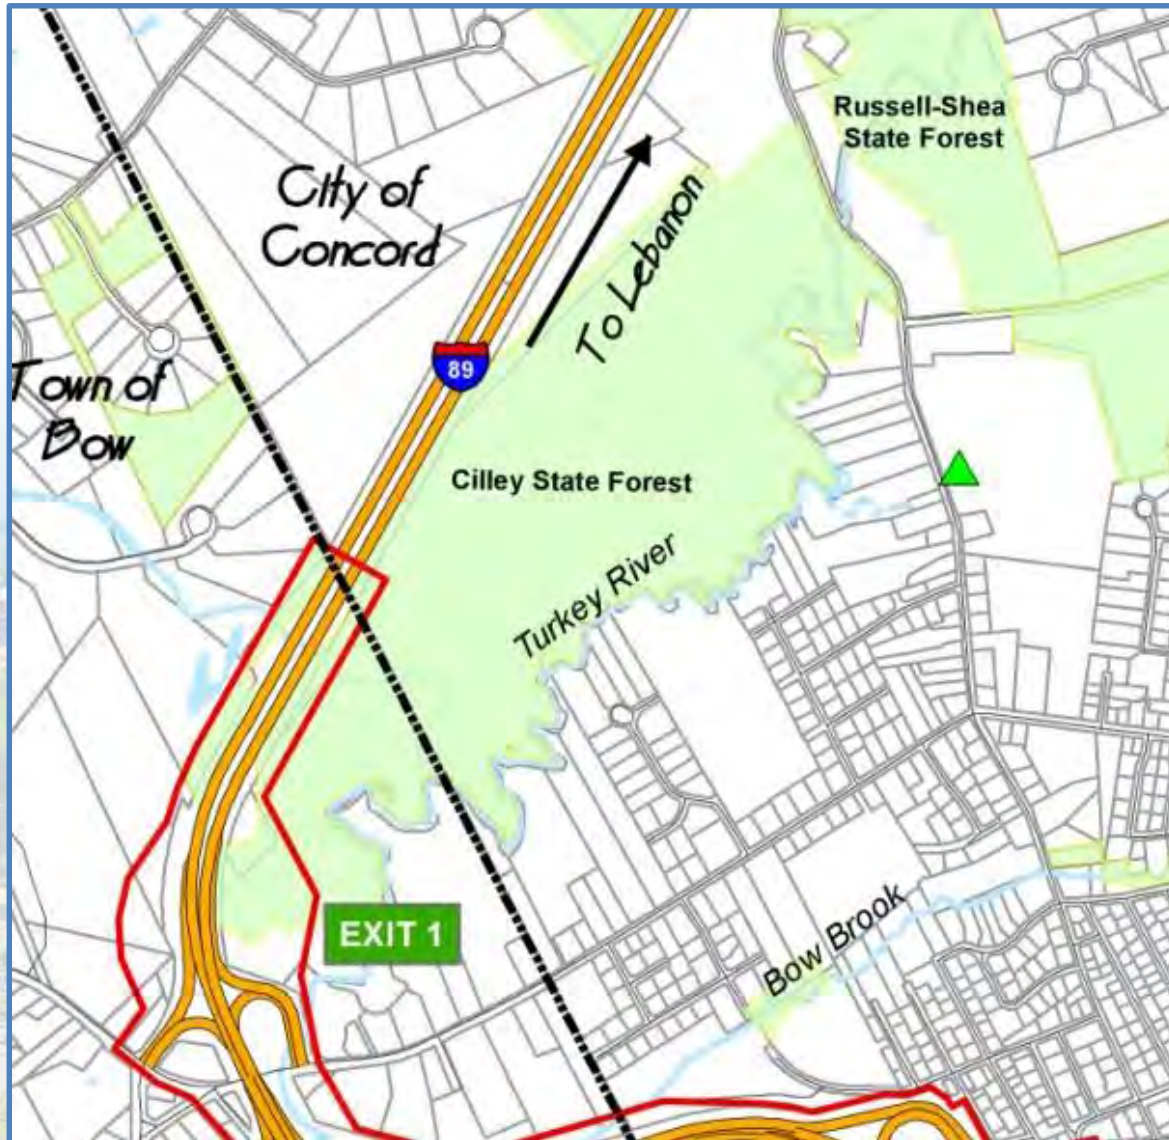 Russell-Shea
State Forest
City of
Concord
To Lebanon
89
Town of
Bow
Cilley State Forest
Turkey River
Bow Brook
EXIT 1